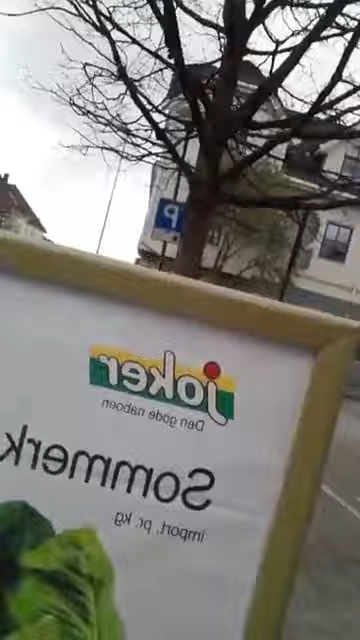 P
joker
Den gode naboen
Sommerk
import, pr. kg